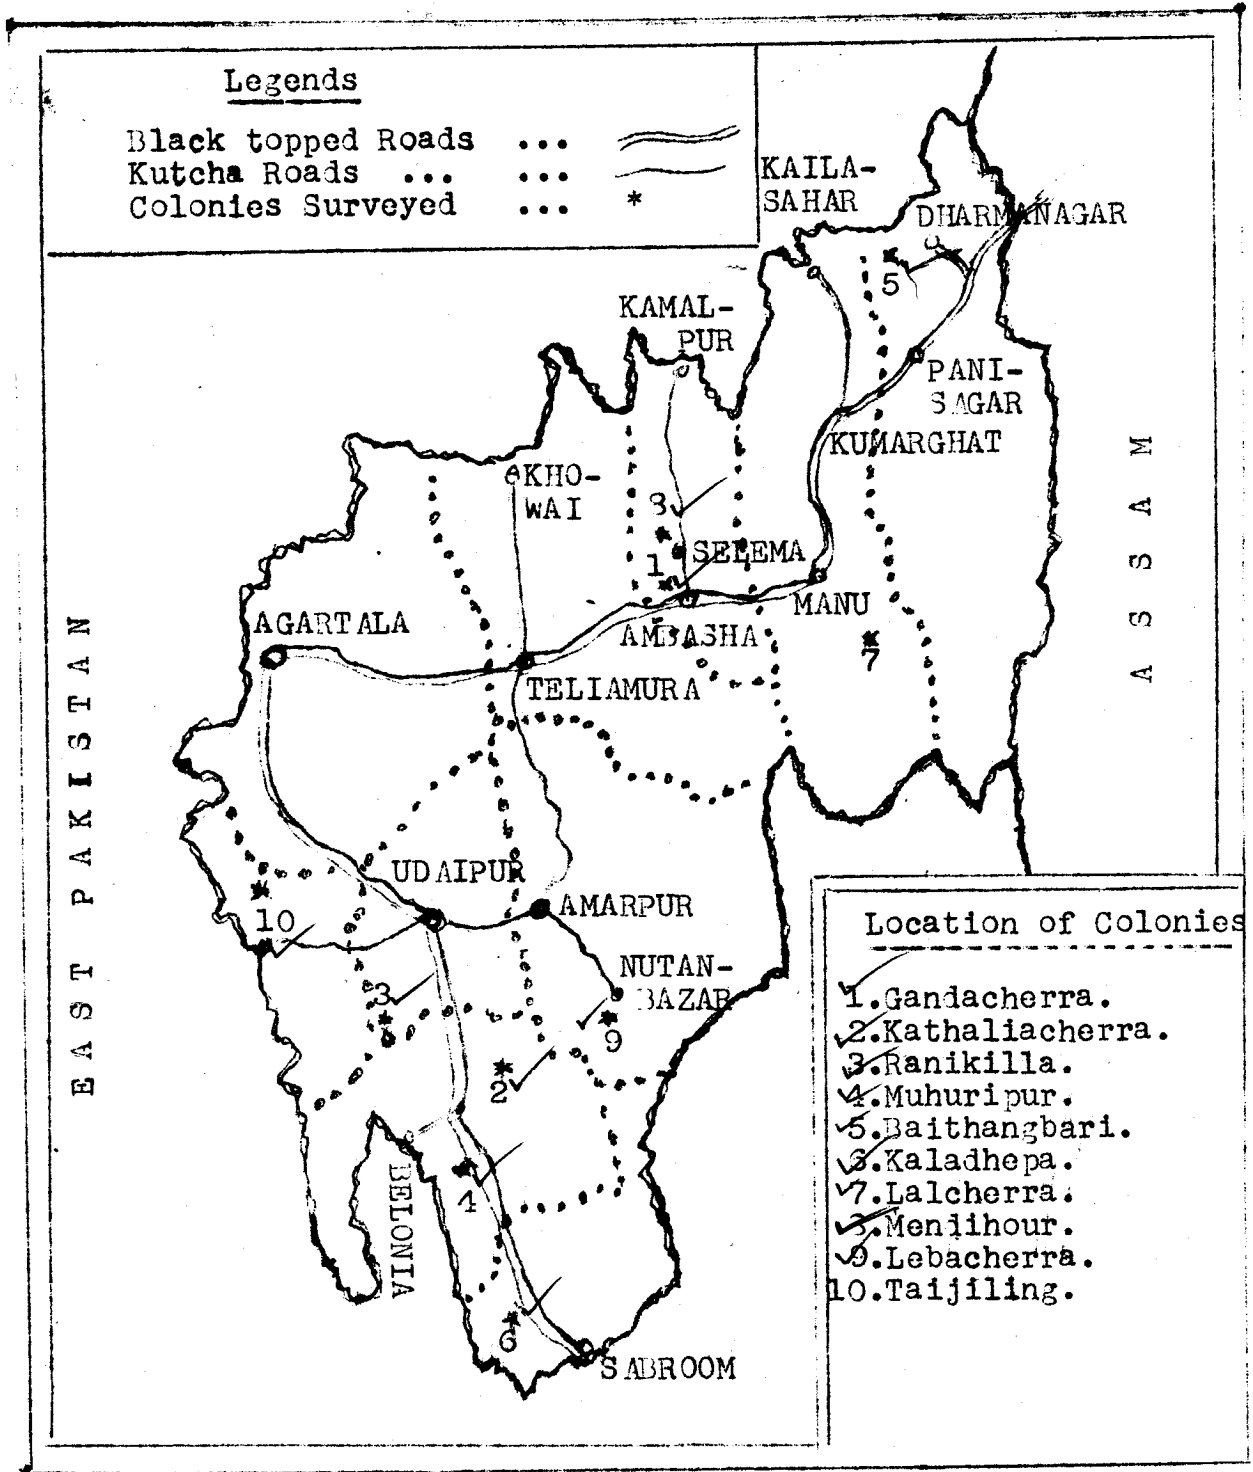 Legends
Black topped Roads ...
Kutcha Roads ... ...
Colonies Surveyed ... *
KAILA-
SAHAR
DHARMANAGAR
5
KAMAL-
PUR
PANI-
SAGAR
KUMARGHAT
KHO-
WAI
8
SELEMA
1
MANU
AGARTALA
AMBASHA
7
TELIAMURA
ASSAM
EAST PAKISTAN
UDAIPUR
10
AMARPUR
NUTAN-
BAZAR
3
9
2
4
BELONIA
6
SABROOM
Location of Colonies
1.Gandacherra.
2.Kathaliacherra.
3.Ranikilla.
4.Muhuripur.
5.Baithangbari.
6.Kaladhepa.
7.Lalcherra.
8.Mendihour.
9.Lebacherra.
10.Taijiling.